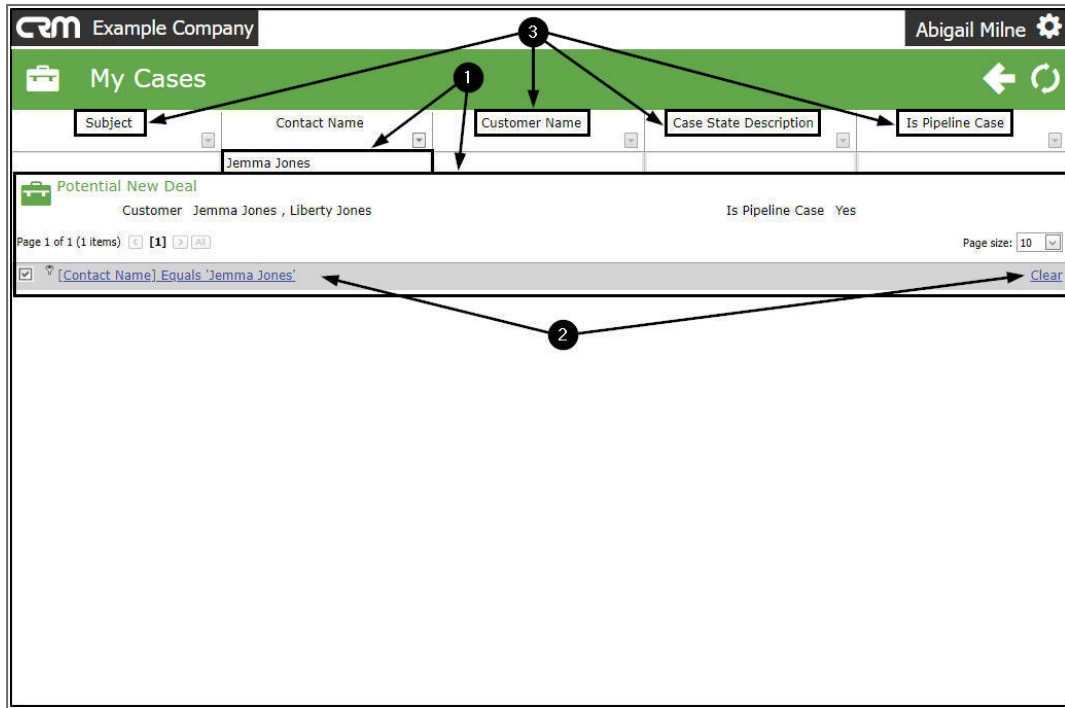 CRM Example Company
Abigail Milne
3
My Cases
1
Subject Contact Name Customer Name Case State Description Is Pipeline Case
Jemma Jones
Potential New Deal
Customer Jemma Jones , Liberty Jones Is Pipeline Case Yes
Page 1 of 1 (1 items) < [1] > All Page size: 10
[Contact Name] Equals 'Jemma Jones' Clear
2